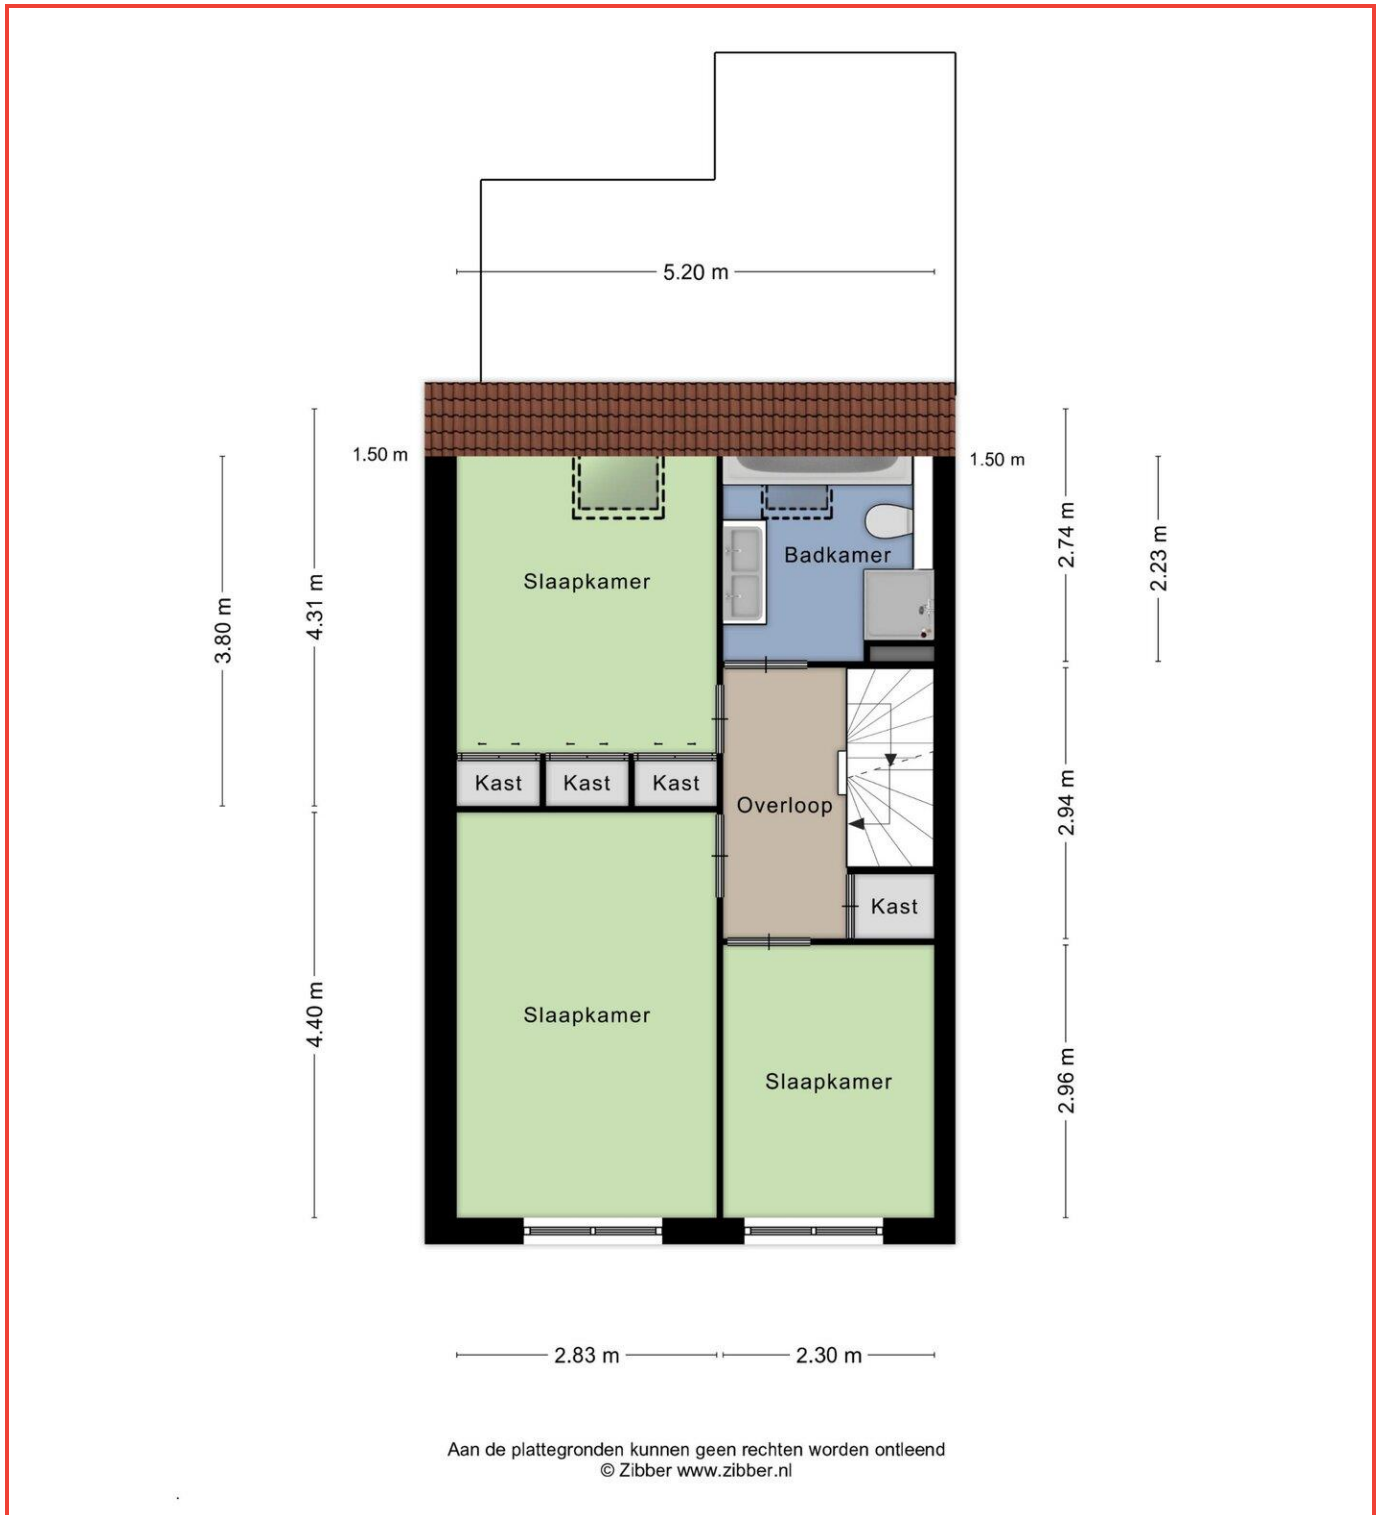 5.20 m
1.50 m
1.50 m
2.74 m
2.23 m
Badkamer
Slaapkamer
4.31 m
3.80 m
Kast
Kast
Kast
Overloop
2.94 m
Kast
4.40 m
Slaapkamer
Slaapkamer
2.96 m
2.83 m
2.30 m
Aan de plattegronden kunnen geen rechten worden ontleend
© Zibber www.zibber.nl